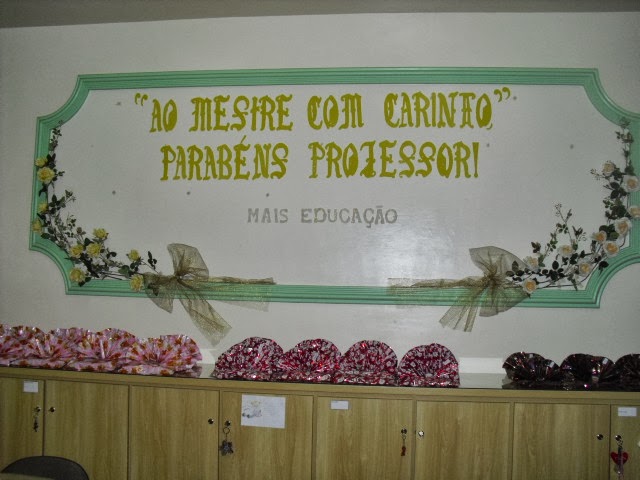 "AO MESTRE COM CARINHO"
PARABÉNS PROFESSOR!
MAIS EDUCAÇÃO